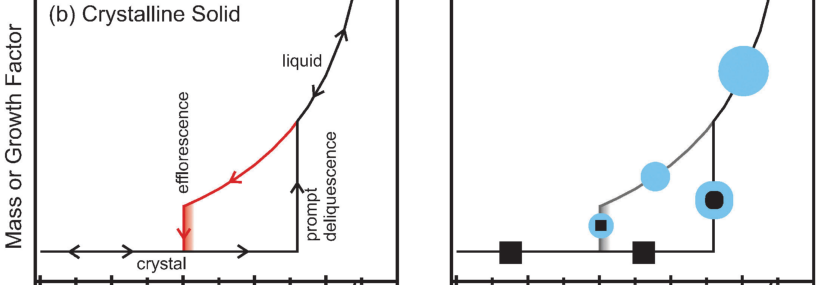 (b) Crystalline Solid
Mass or Growth Factor
liquid
efflorescence
prompt
deliquescence
crystal